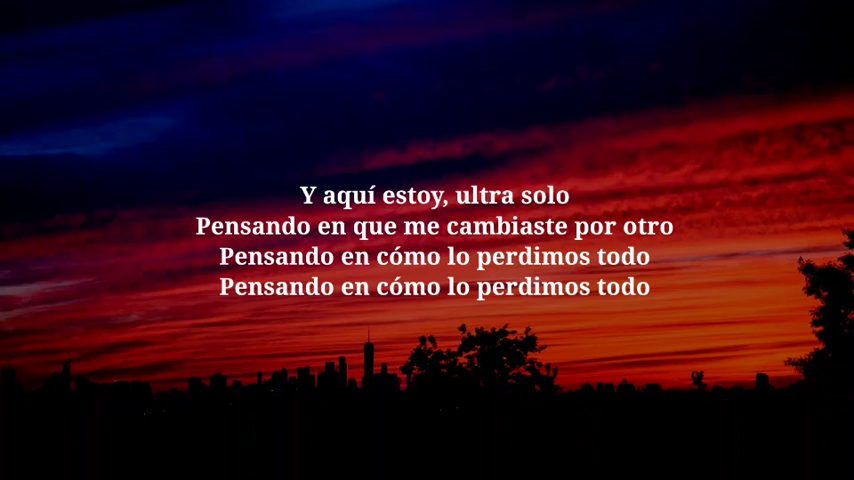 Y aquí estoy, ultra solo
Pensando en que me cambiaste por otro
Pensando en cómo lo perdimos todo
Pensando en cómo lo perdimos todo